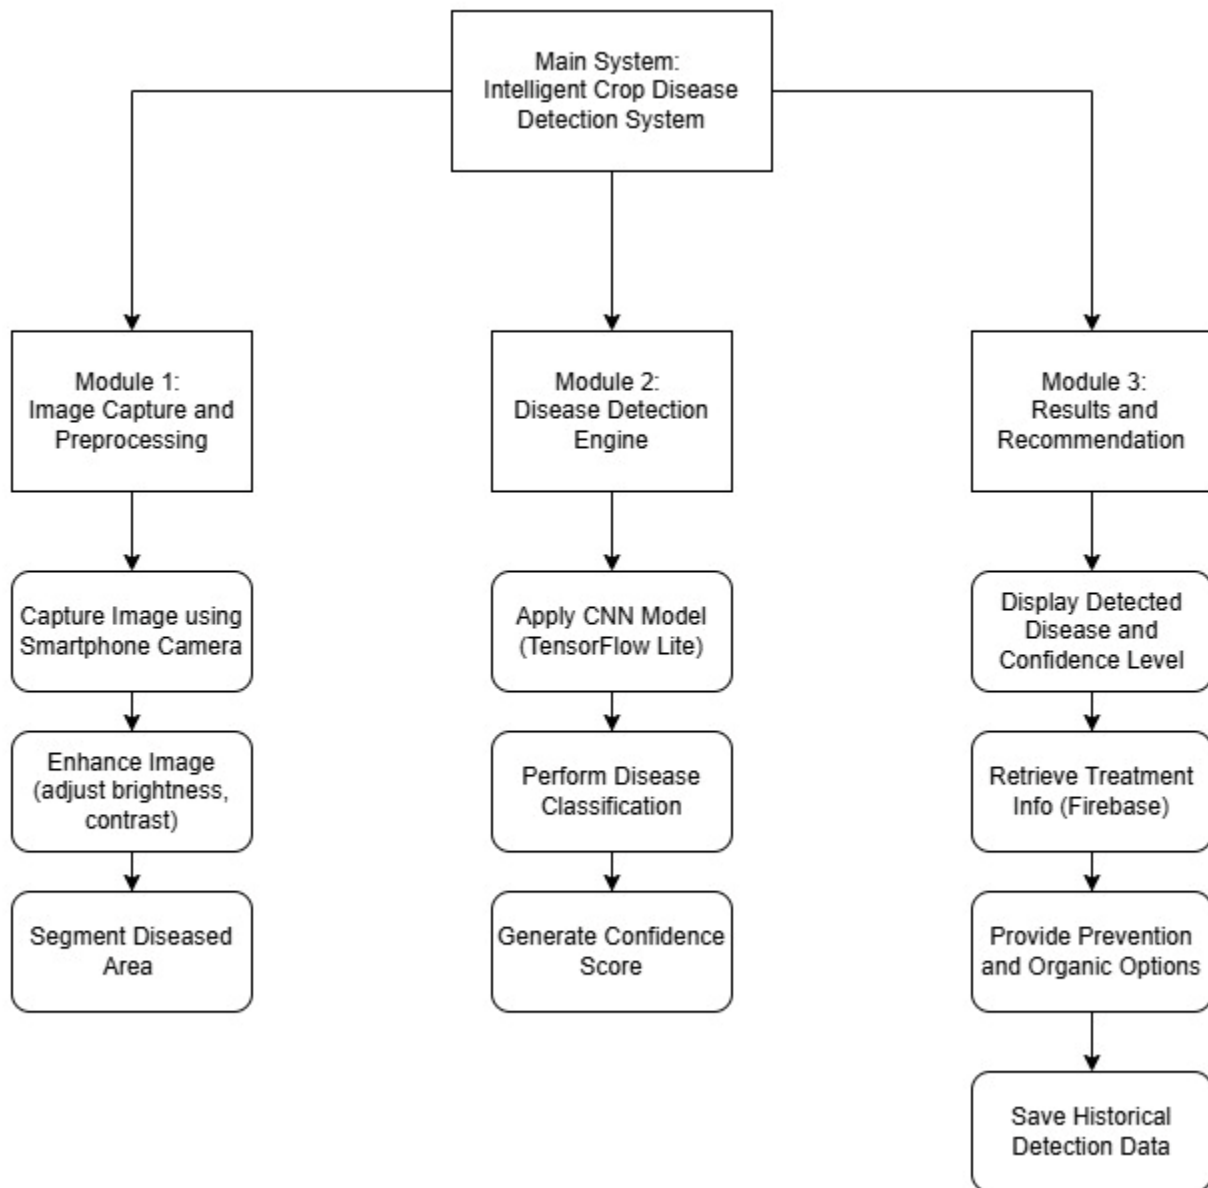 Main System:
Intelligent Crop Disease
Detection System
Module 1:
Image Capture and
Preprocessing
Module 2:
Disease Detection
Engine
Module 3:
Results and
Recommendation
Capture Image using
Smartphone Camera
Apply CNN Model
(TensorFlow Lite)
Display Detected
Disease and
Confidence Level
Enhance Image
(adjust brightness,
contrast)
Perform Disease
Classification
Retrieve Treatment
Info (Firebase)
Segment Diseased
Area
Generate Confidence
Score
Provide Prevention
and Organic Options
Save Historical
Detection Data